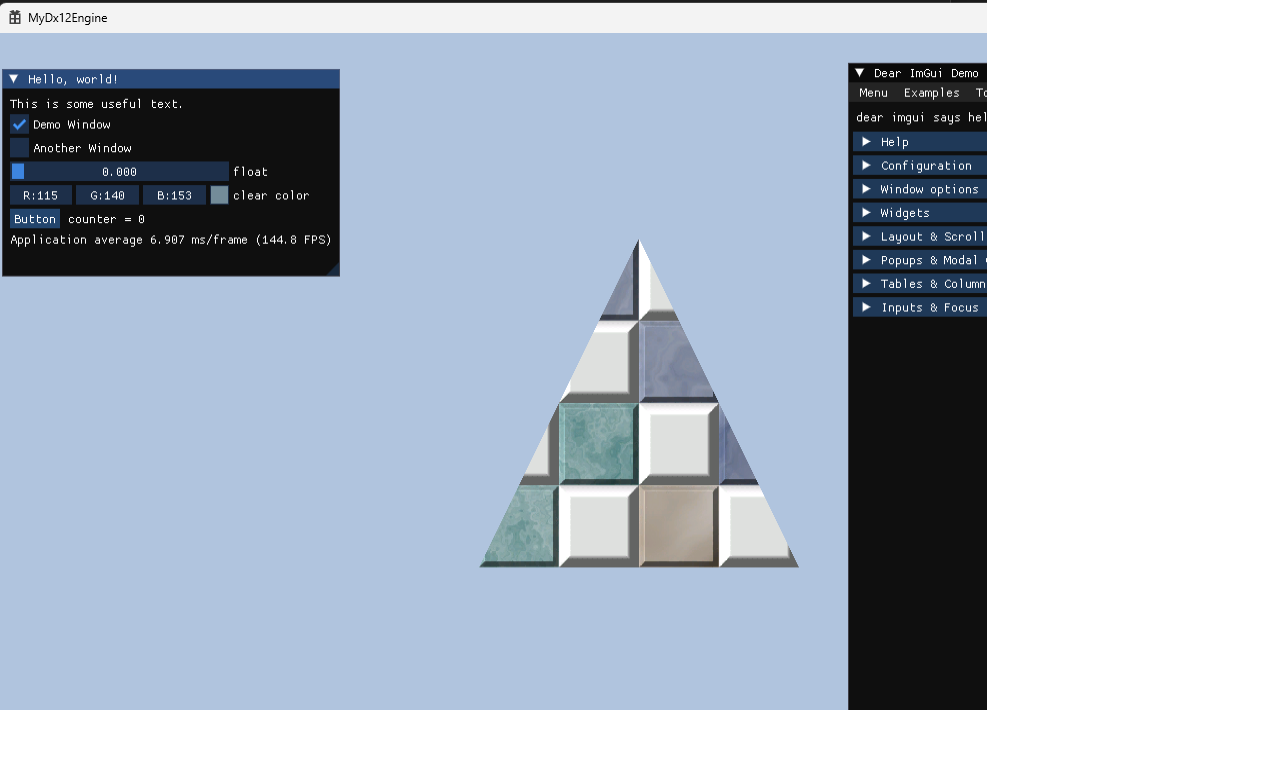 MyDx12Engine
Hello, world!
This is some useful text.
Demo Window
Another Window
0.000 float
R:115 G:140 B:153 clear color
Button counter = 0
Application average 6.907 ms/frame (144.8 FPS)
Dear ImGui Demo
Menu Examples
dear imgui says
Help
Configuration
Window options
Widgets
Layout & Scroll
Popups & Modal
Tables & Column
Inputs & Focus